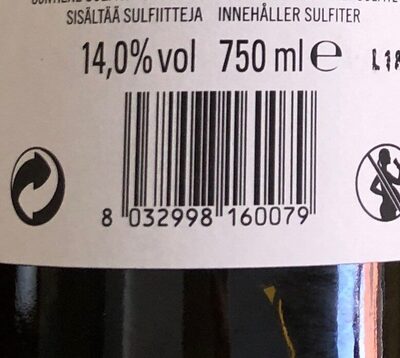 SISÄLTÄÄ SULFIITTEJA INNEHÅLLER SULFITER
14,0% vol 750 ml e
8 032998 160079